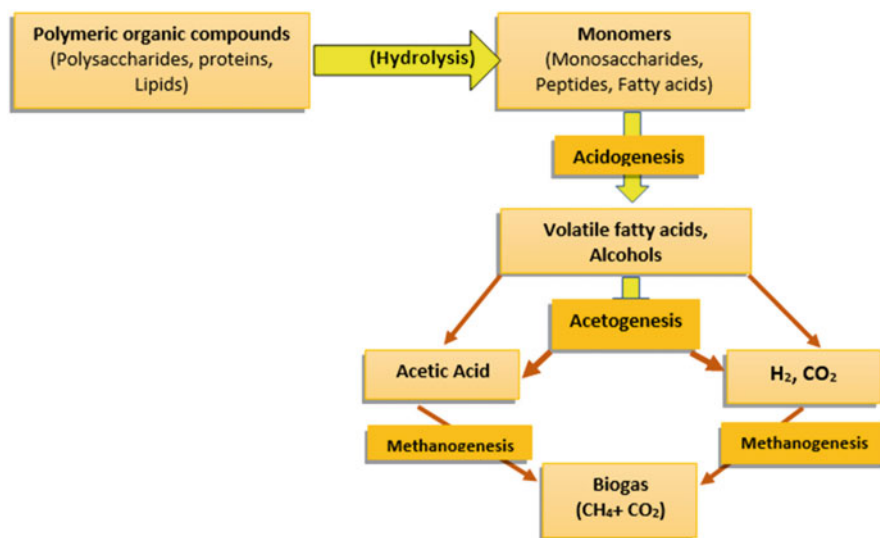 Polymeric organic compounds
(Polysaccharides, proteins,
Lipids)
(Hydrolysis)
Monomers
(Monosaccharides,
Peptides, Fatty acids)
Acidogenesis
Volatile fatty acids,
Alcohols
Acetogenesis
Acetic Acid
H₂, CO₂
Methanogenesis
Methanogenesis
Biogas
(CH₄+ CO₂)